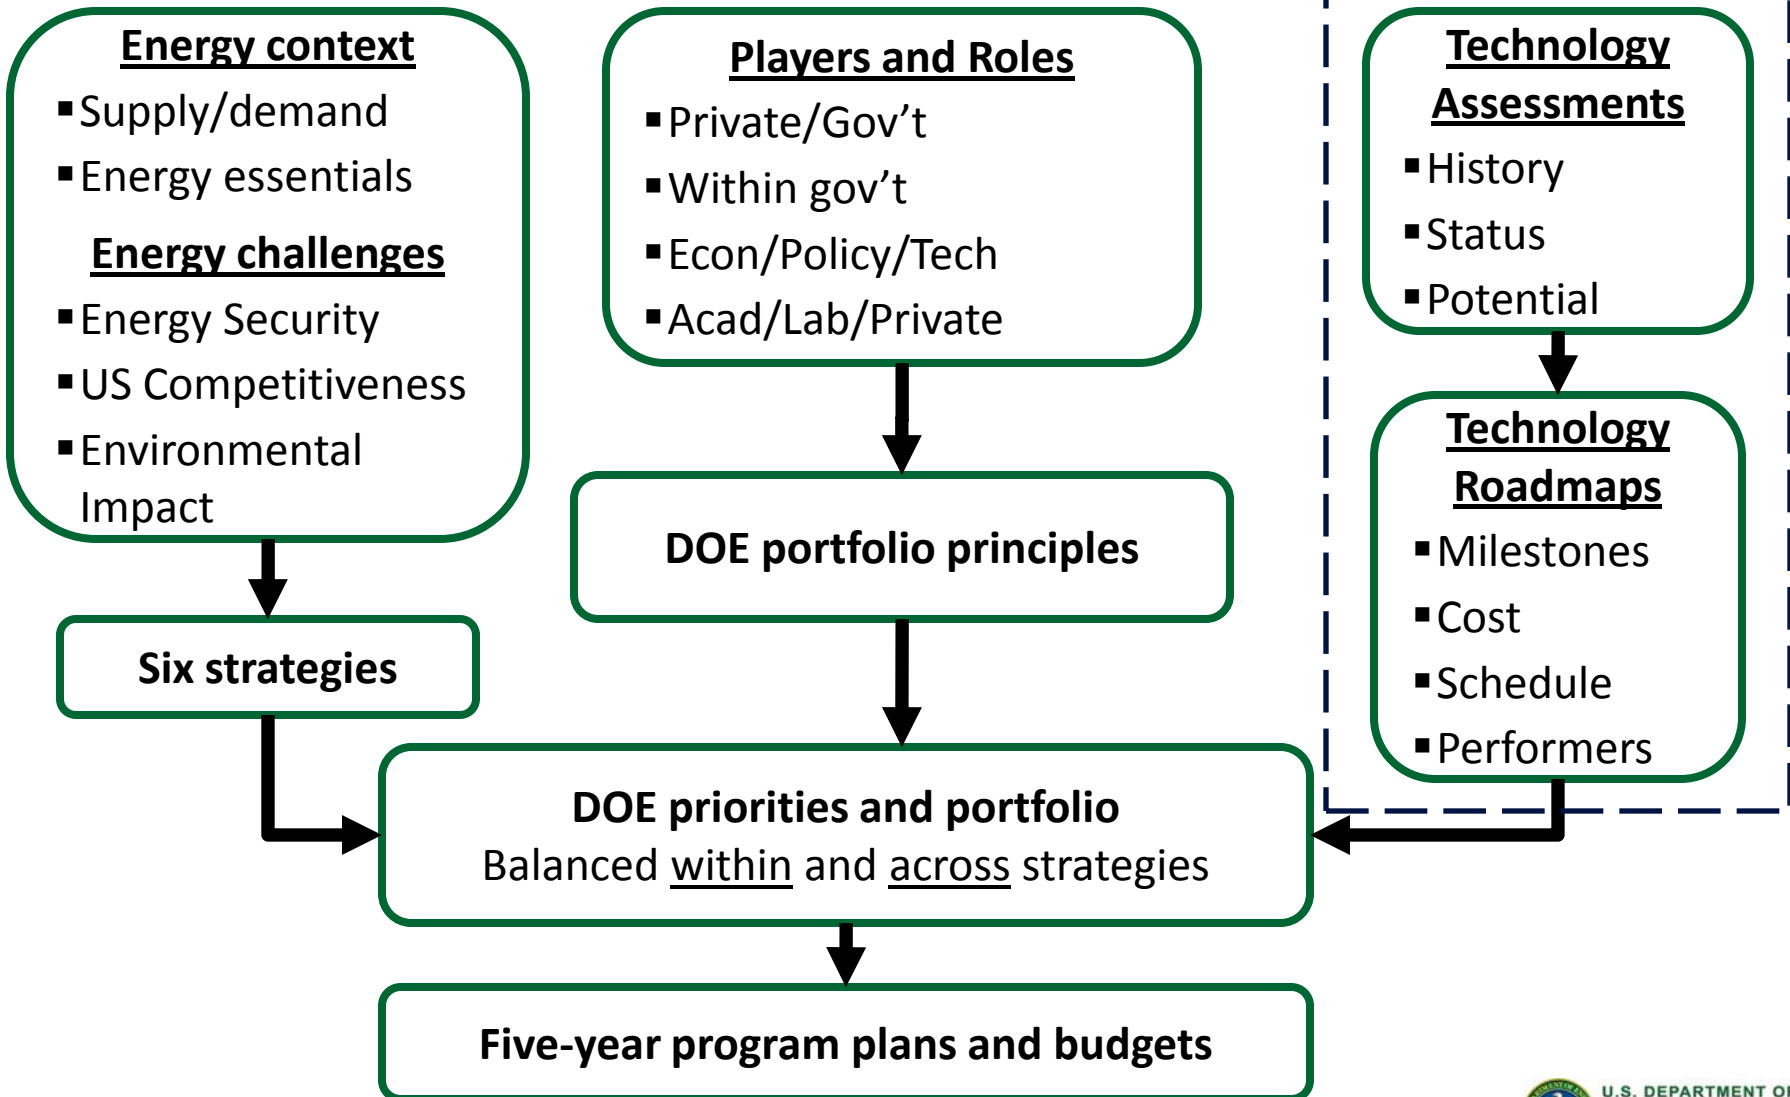 Energy context
▪Supply/demand
▪Energy essentials
Energy challenges
▪Energy Security
▪US Competitiveness
▪Environmental
Impact
Six strategies
Players and Roles
▪Private/Gov’t
▪Within gov’t
▪Econ/Policy/Tech
▪Acad/Lab/Private
DOE portfolio principles
Technology
Assessments
▪History
▪Status
▪Potential
Technology
Roadmaps
▪Milestones
▪Cost
▪Schedule
▪Performers
DOE priorities and portfolio
Balanced within and across strategies
Five-year program plans and budgets
U.S. DEPARTMENT OF